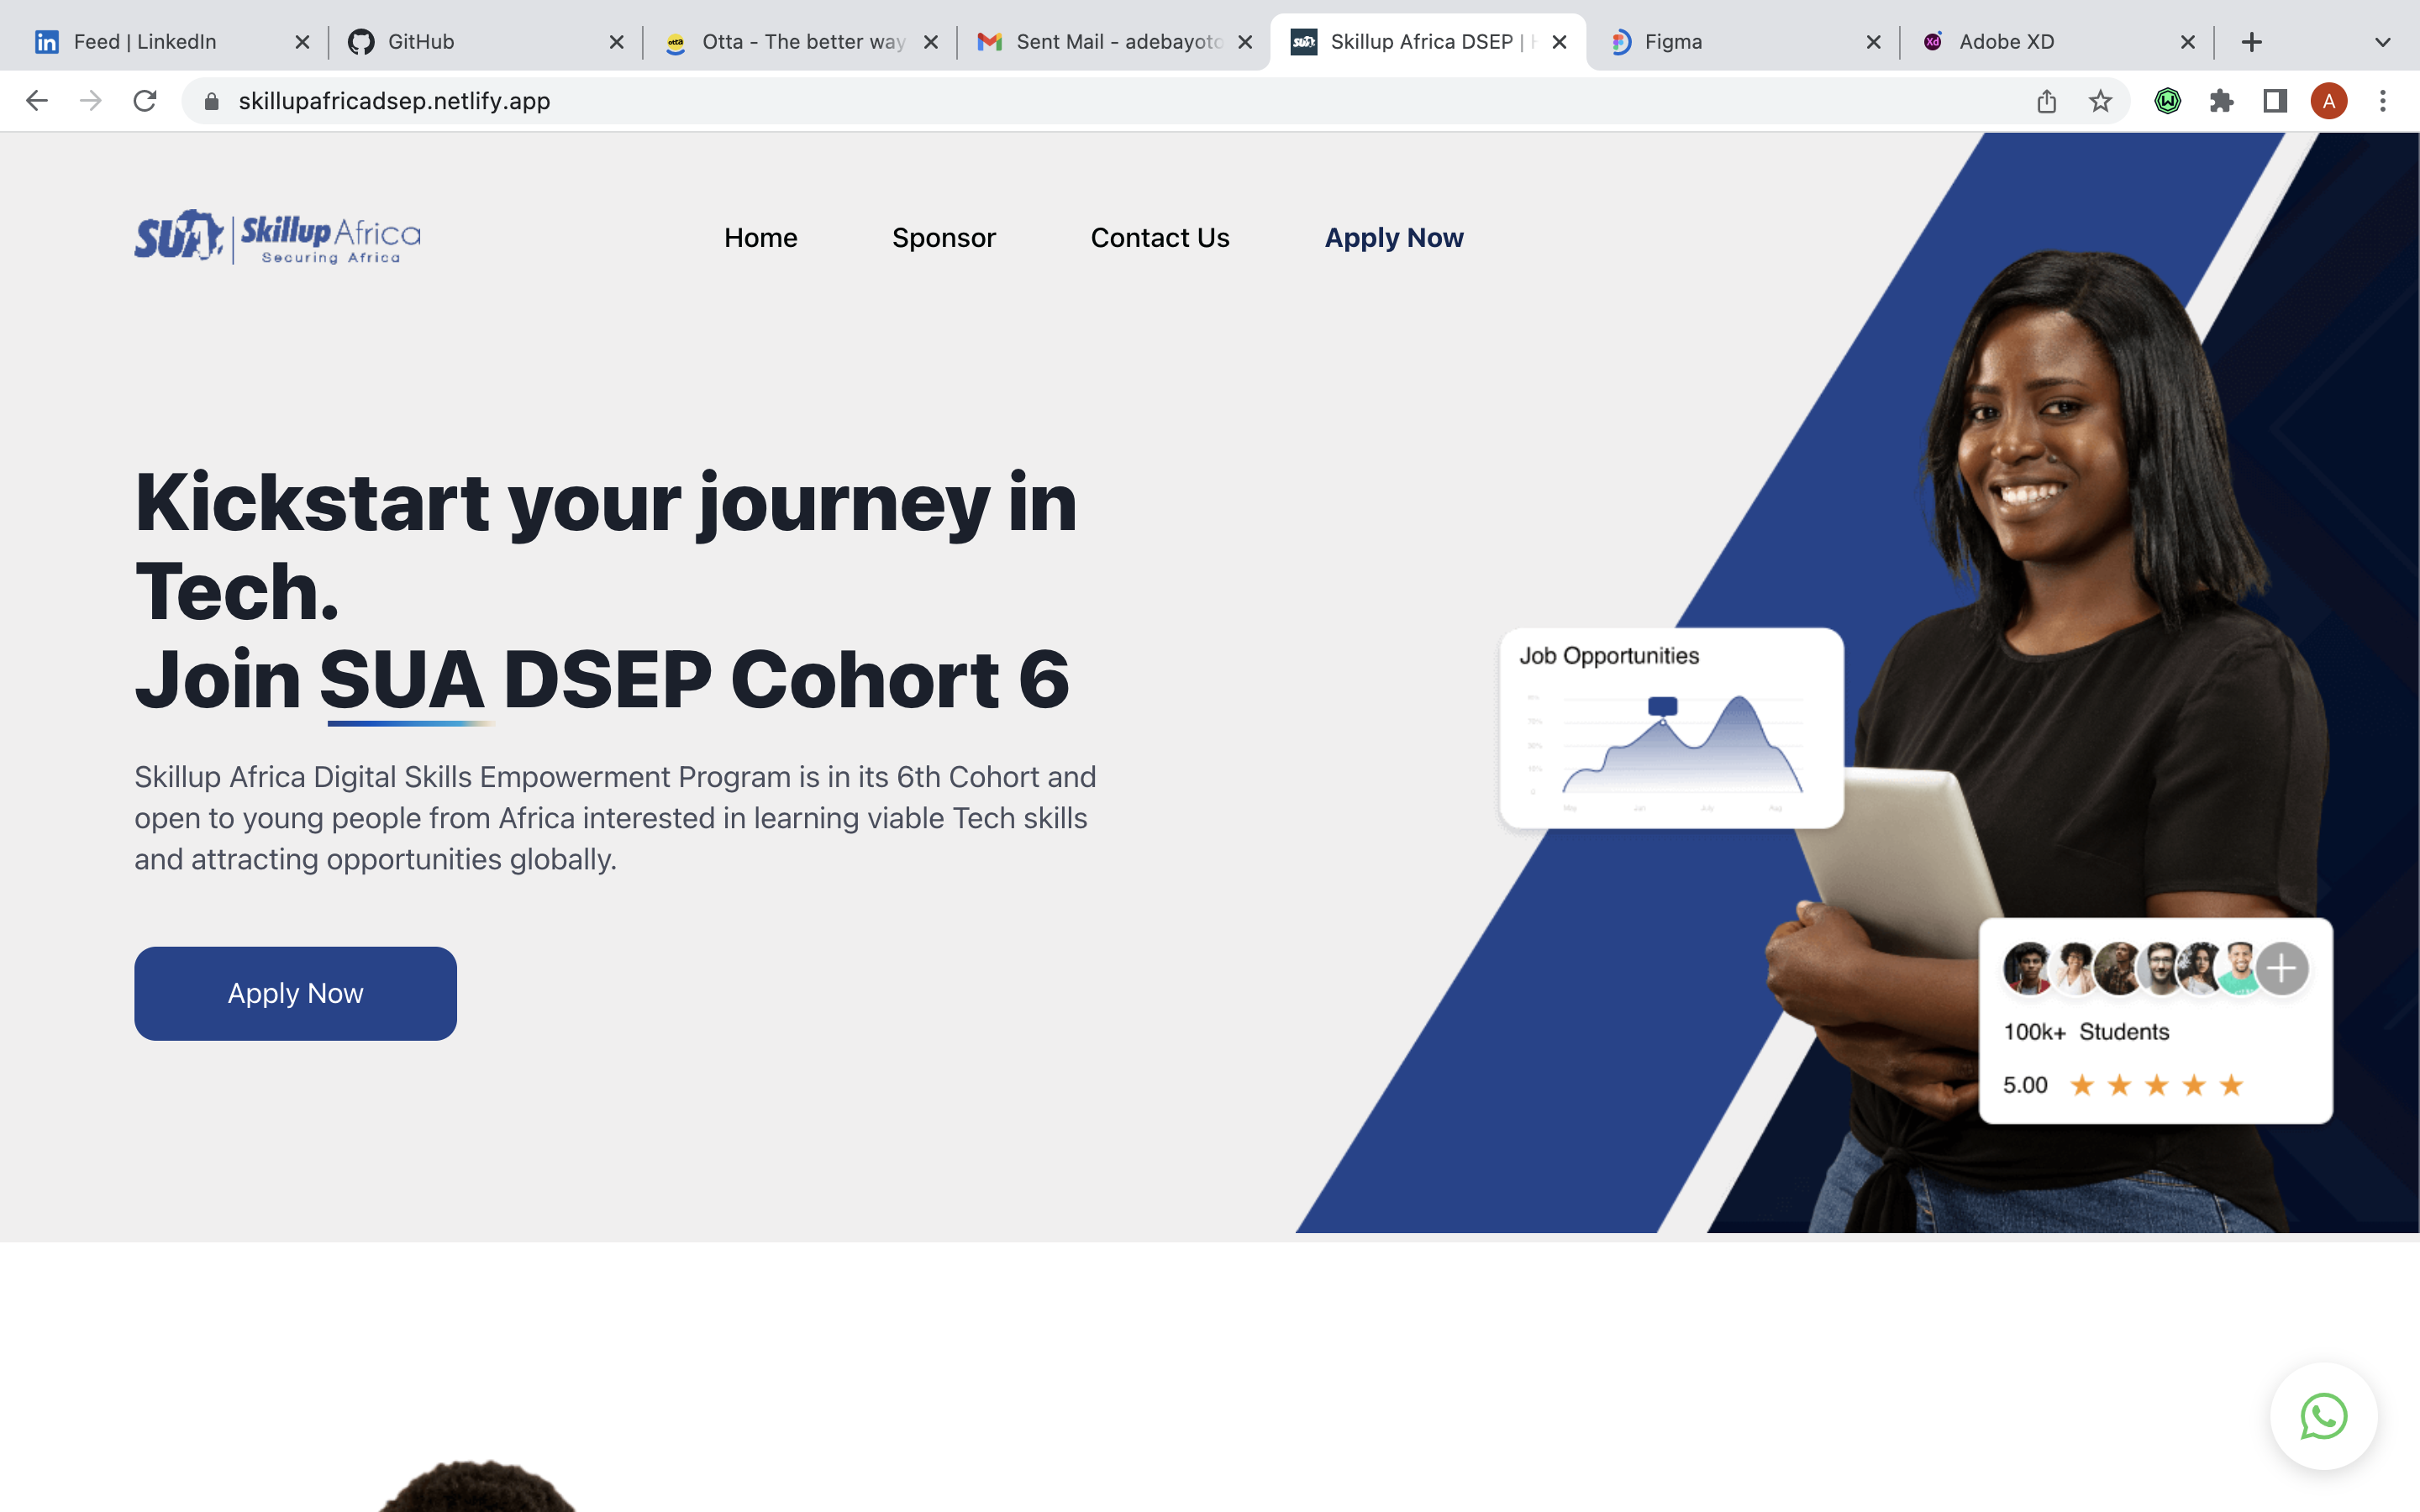 Feed | LinkedIn
GitHub
Otta - The better way
Sent Mail - adebayoto
Skillup Africa DSEP |
Figma
Adobe XD
skillupafricadsep.netlify.app
A
SUA
Skillup Africa
Securing Africa
Home
Sponsor
Contact Us
Apply Now
Kickstart your journey in
Tech.
Join SUA DSEP Cohort 6
Skillup Africa Digital Skills Empowerment Program is in its 6th Cohort and
open to young people from Africa interested in learning viable Tech skills
and attracting opportunities globally.
Apply Now
Job Opportunities
May Jun July Aug
100k+ Students
5.00